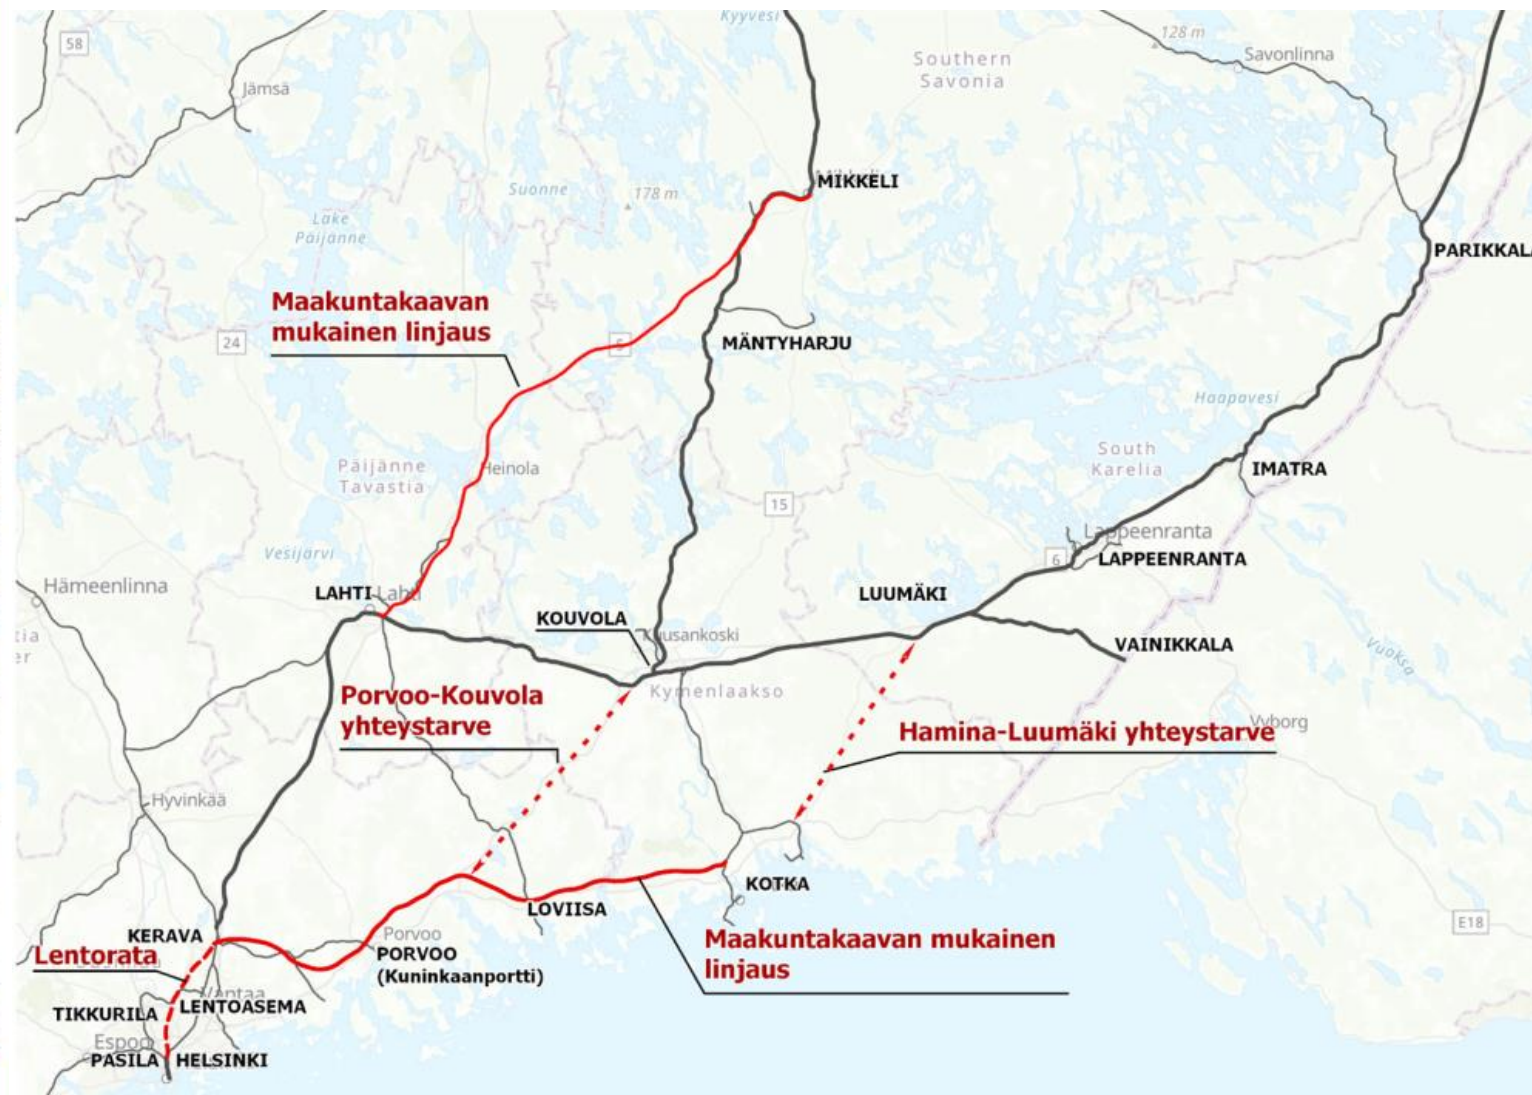 Kyyvesi
58
128 m
Southern
Savonia
Savonlinna
Jämsä
MIKKELI
Suonne
178 m
Lake
Päijänne
PARIKKALA
Maakuntakaavan
mukainen linjaus
24
5
MÄNTYHARJU
Haapavesi
Päijänne
Tavastia
Heinola
South
Karelia
IMATRA
15
Vesijärvi
Lappeenranta
6
LAPPEENRANTA
Hämeenlinna
LAHTI
Lahti
LUUMÄKI
KOUVOLA
Kuusankoski
VAINIKKALA
Vuoksa
Kymenlaakso
Porvoo-Kouvola
yhteystarve
Hamina-Luumäki yhteystarve
Vyborg
Hyvinkää
KOTKA
LOVIISA
E18
KERAVA
Porvoo
PORVOO
(Kuninkaanportti)
Maakuntakaavan mukainen
linjaus
Lentorata
Vantaa
LENTOASEMA
TIKKURILA
Espoo
PASILA
HELSINKI